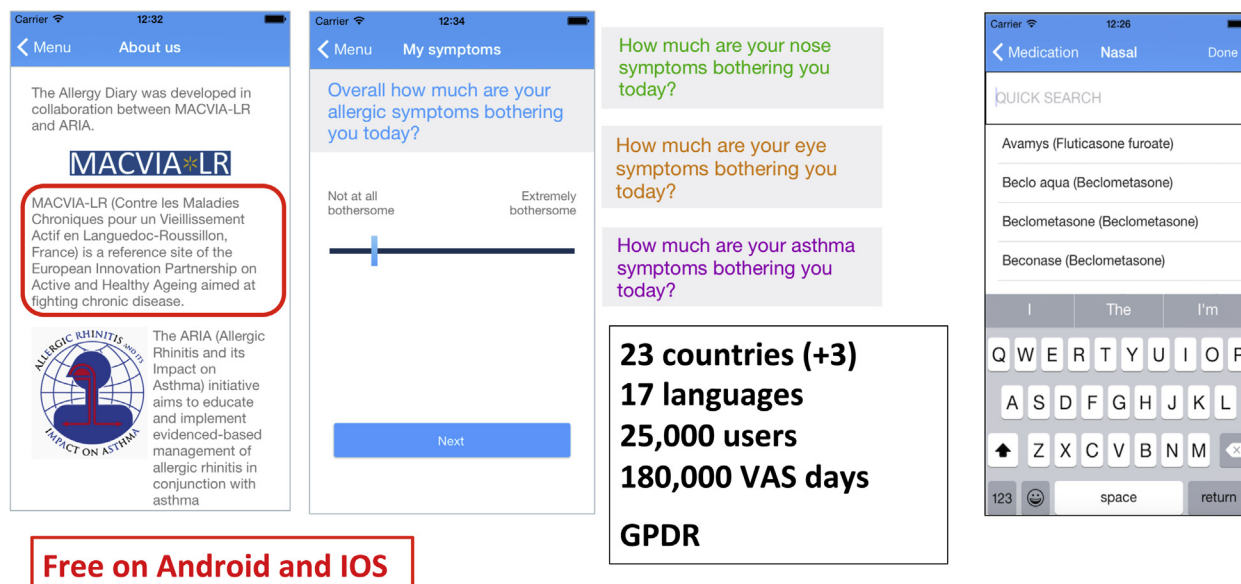 Carrier 12:32
Menu About us
The Allergy Diary was developed in
collaboration between MACVIA-LR
and ARIA.
MACVIA*LR
MACVIA-LR (Contre les Maladies
Chroniques pour un Vieillissement
Actif en Languedoc-Roussillon,
France) is a reference site of the
European Innovation Partnership on
Active and Healthy Ageing aimed at
fighting chronic disease.
ALLERGIC RHINITIS AND ITS
IMPACT ON ASTHMA
The ARIA (Allergic
Rhinitis and its
Impact on
Asthma) initiative
aims to educate
and implement
evidenced-based
management of
allergic rhinitis in
conjunction with
asthma
Free on Android and IOS
Carrier 12:34
Menu My symptoms
Overall how much are your
allergic symptoms bothering
you today?
Not at all
bothersome
Extremely
bothersome
Next
How much are your nose
symptoms bothering you
today?
How much are your eye
symptoms bothering you
today?
How much are your asthma
symptoms bothering you
today?
23 countries (+3)
17 languages
25,000 users
180,000 VAS days
GPDR
Carrier 12:26
Medication Nasal Done
QUICK SEARCH
Avamys (Fluticasone furoate)
Beclo aqua (Beclometasone)
Beclometasone (Beclometasone)
Beconase (Beclometasone)
I The I'm
Q W E R T Y U I O P
A S D F G H J K L
Z X C V B N M
123 space return